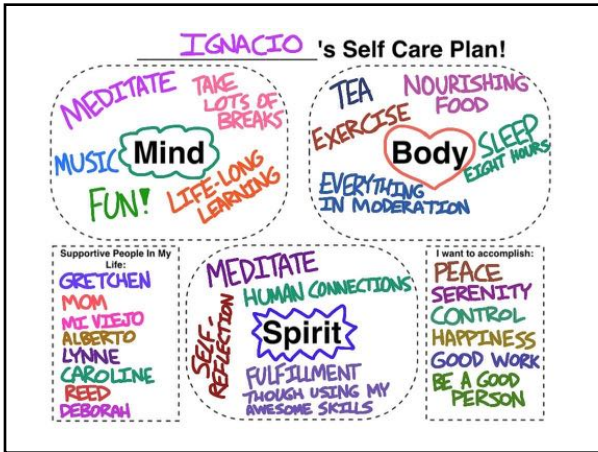 IGNACIO 's Self Care Plan!
MEDITATE
TAKE
LOTS OF
BREAKS
MUSIC
Mind
FUN!
LIFE-LONG
LEARNING
TEA
NOURISHING
FOOD
EXERCISE
Body
SLEEP
EIGHT HOURS
EVERYTHING
IN MODERATION
Supportive People In My
Life:
GRETCHEN
MOM
MI VIEJO
ALBERTO
LYNNE
CAROLINE
REED
DEBORAH
MEDITATE
HUMAN CONNECTIONS
SELF-
REFLECTION
Spirit
FULFILLMENT
THOUGH USING MY
AWESOME SKILLS
I want to accomplish:
PEACE
SERENITY
CONTROL
HAPPINESS
GOOD WORK
BE A GOOD
PERSON